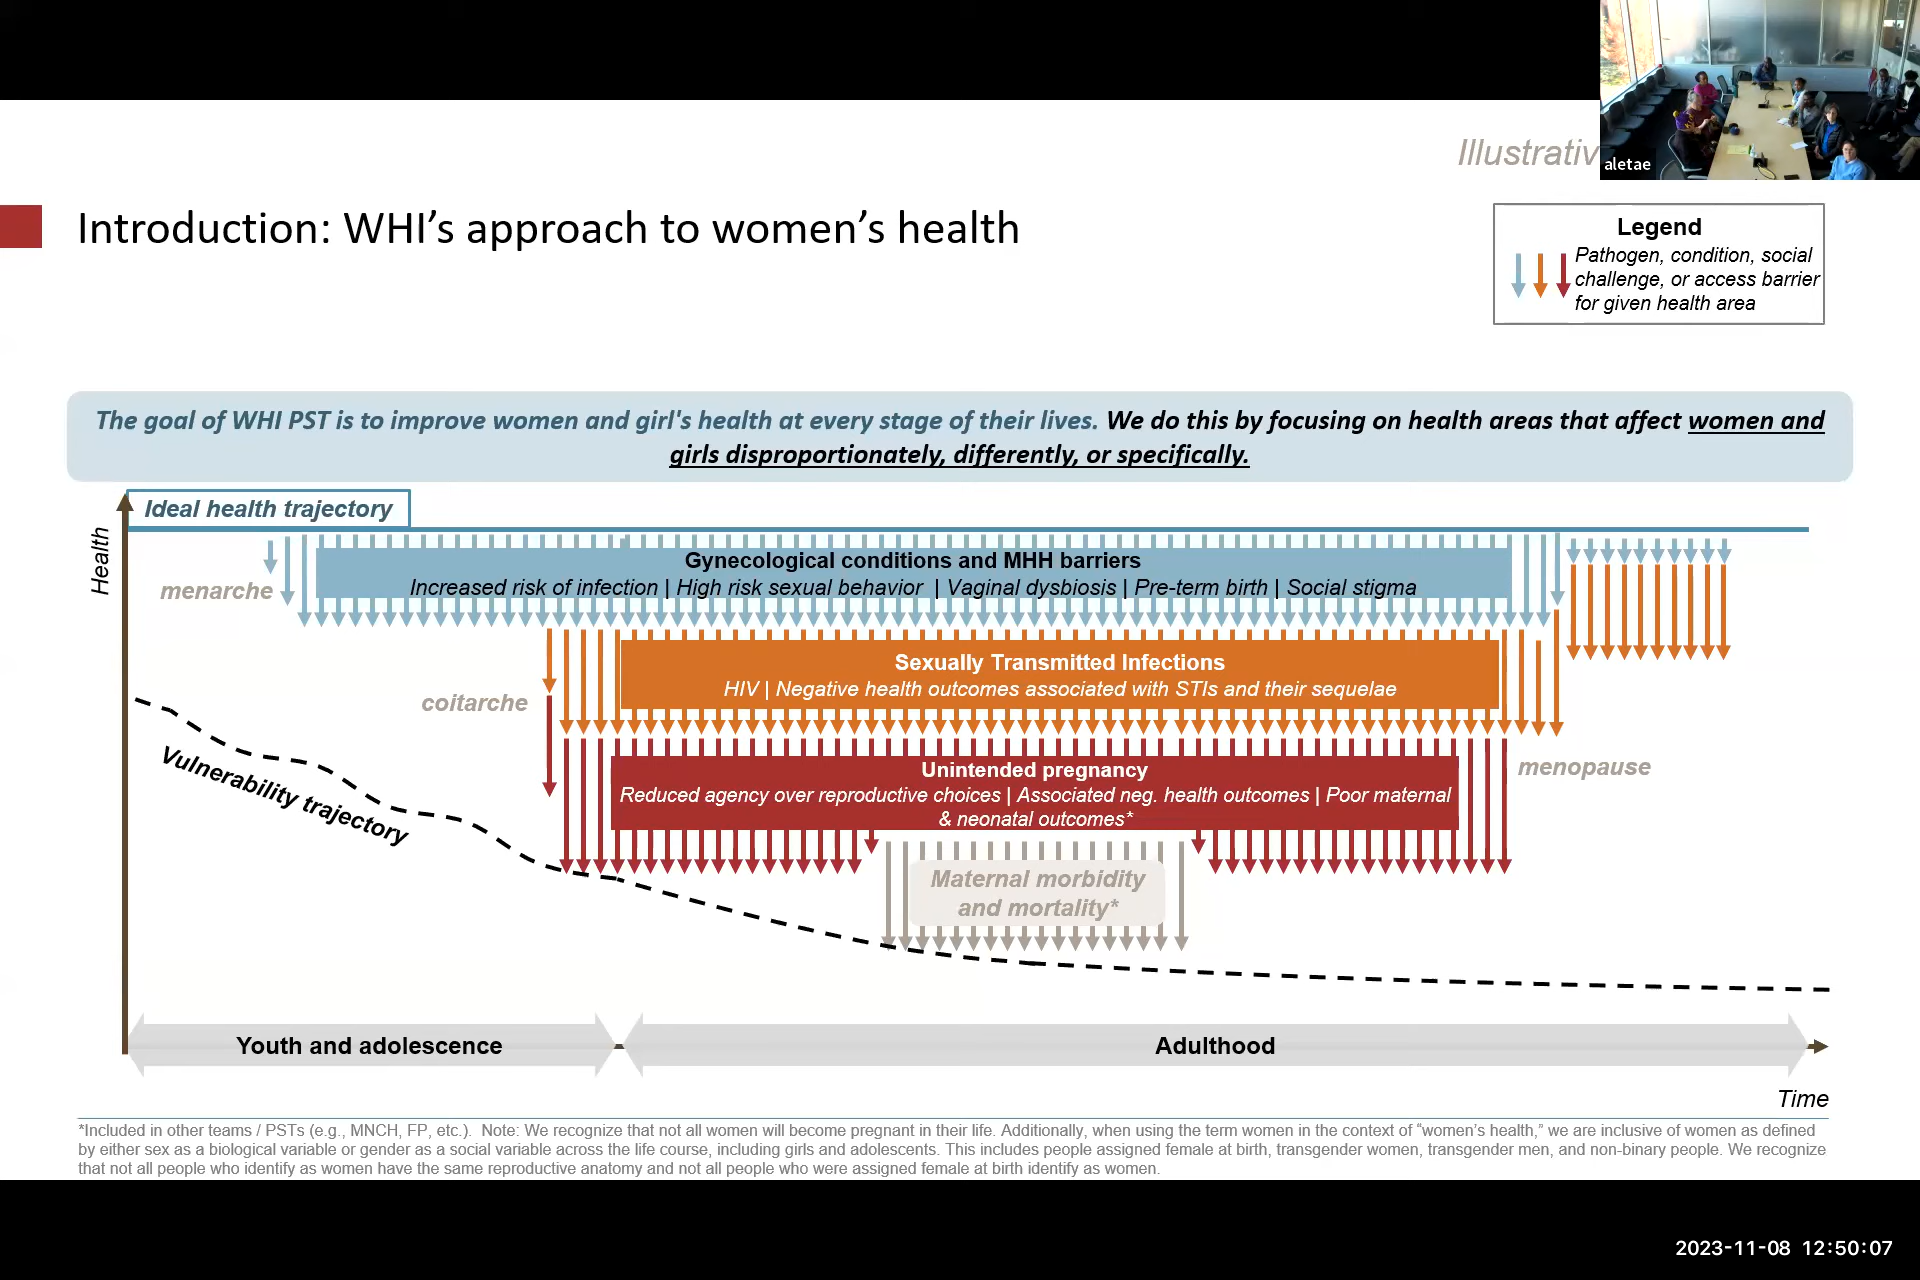 Illustrativ
aletae
Introduction: WHI’s approach to women’s health
Legend
Pathogen, condition, social
challenge, or access barrier
for given health area
The goal of WHI PST is to improve women and girl's health at every stage of their lives. We do this by focusing on health areas that affect women and
girls disproportionately, differently, or specifically.
Ideal health trajectory
Health
menarche
Gynecological conditions and MHH barriers
Increased risk of infection | High risk sexual behavior | Vaginal dysbiosis | Pre-term birth | Social stigma
coitarche
Sexually Transmitted Infections
HIV | Negative health outcomes associated with STIs and their sequelae
Vulnerability trajectory
Unintended pregnancy
Reduced agency over reproductive choices | Associated neg. health outcomes | Poor maternal
& neonatal outcomes*
menopause
Maternal morbidity
and mortality*
Youth and adolescence
Adulthood
Time
*Included in other teams / PSTs (e.g., MNCH, FP, etc.). Note: We recognize that not all women will become pregnant in their life. Additionally, when using the term women in the context of “women’s health,” we are inclusive of women as defined
by either sex as a biological variable or gender as a social variable across the life course, including girls and adolescents. This includes people assigned female at birth, transgender women, transgender men, and non-binary people. We recognize
that not all people who identify as women have the same reproductive anatomy and not all people who were assigned female at birth identify as women.
2023-11-08 12:50:07